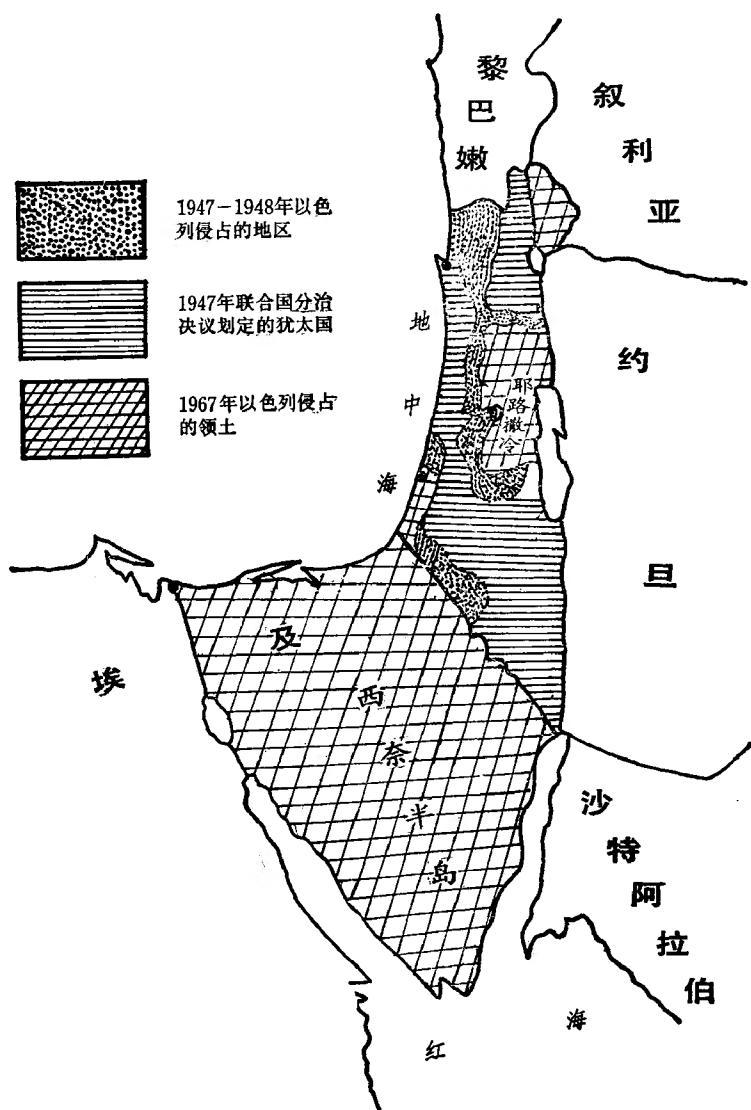 黎巴嫩
叙利亚
1947－1948年以色
列侵占的地区
1947年联合国分治
决议划定的犹太国
1967年以色列侵占
的领土
地中海
约旦
耶路撒冷
埃及
西奈半岛
沙特阿拉伯
红海